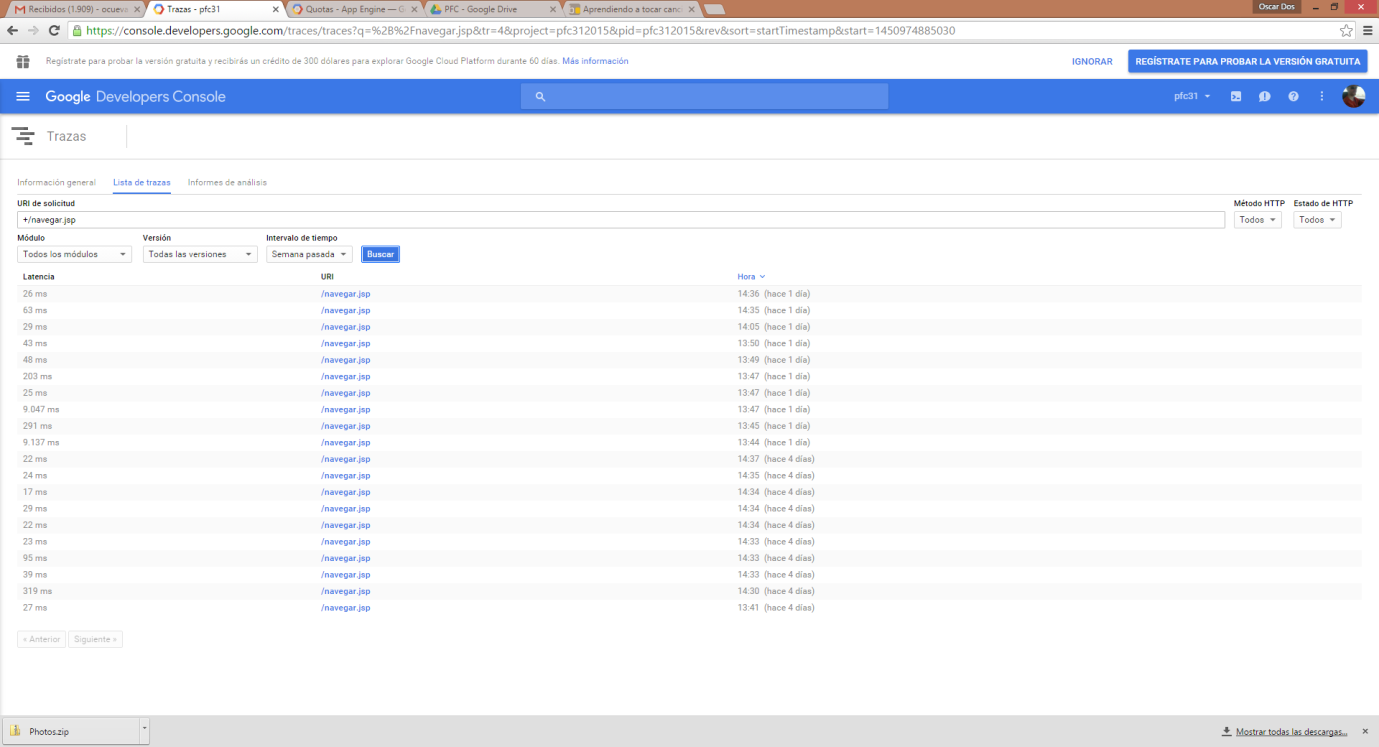 Recibidos (1.909) - ocueva Trazas - pfc31 Quotas - App Engine — G PFC - Google Drive Aprendiendo a tocar canc Oscar Dos
https://console.developers.google.com/traces/traces?q=%2B%2Fnavegar.jsp&tr=4&project=pfc312015&pid=pfc312015&rev&sort=startTimestamp&start=1450974885030
Regístrate para probar la versión gratuita y recibirás un crédito de 300 dólares para explorar Google Cloud Platform durante 60 días. Más información IGNORAR REGÍSTRATE PARA PROBAR LA VERSIÓN GRATUITA
Google Developers Console pfc31
Trazas
Información general Lista de trazas Informes de análisis
URI de solicitud Método HTTP Estado de HTTP
+/navegar.jsp Todos Todos
Módulo Versión Intervalo de tiempo
Todos los módulos Todas las versiones Semana pasada Buscar
Latencia URI Hora
26 ms /navegar.jsp 14:36 (hace 1 día)
63 ms /navegar.jsp 14:35 (hace 1 día)
29 ms /navegar.jsp 14:05 (hace 1 día)
43 ms /navegar.jsp 13:50 (hace 1 día)
48 ms /navegar.jsp 13:49 (hace 1 día)
203 ms /navegar.jsp 13:47 (hace 1 día)
25 ms /navegar.jsp 13:47 (hace 1 día)
9.047 ms /navegar.jsp 13:47 (hace 1 día)
291 ms /navegar.jsp 13:45 (hace 1 día)
9.137 ms /navegar.jsp 13:44 (hace 1 día)
22 ms /navegar.jsp 14:37 (hace 4 días)
24 ms /navegar.jsp 14:35 (hace 4 días)
17 ms /navegar.jsp 14:34 (hace 4 días)
29 ms /navegar.jsp 14:34 (hace 4 días)
22 ms /navegar.jsp 14:34 (hace 4 días)
23 ms /navegar.jsp 14:33 (hace 4 días)
95 ms /navegar.jsp 14:33 (hace 4 días)
39 ms /navegar.jsp 14:33 (hace 4 días)
319 ms /navegar.jsp 14:30 (hace 4 días)
27 ms /navegar.jsp 13:41 (hace 4 días)
« Anterior Siguiente »
Photos.zip Mostrar todas las descargas...